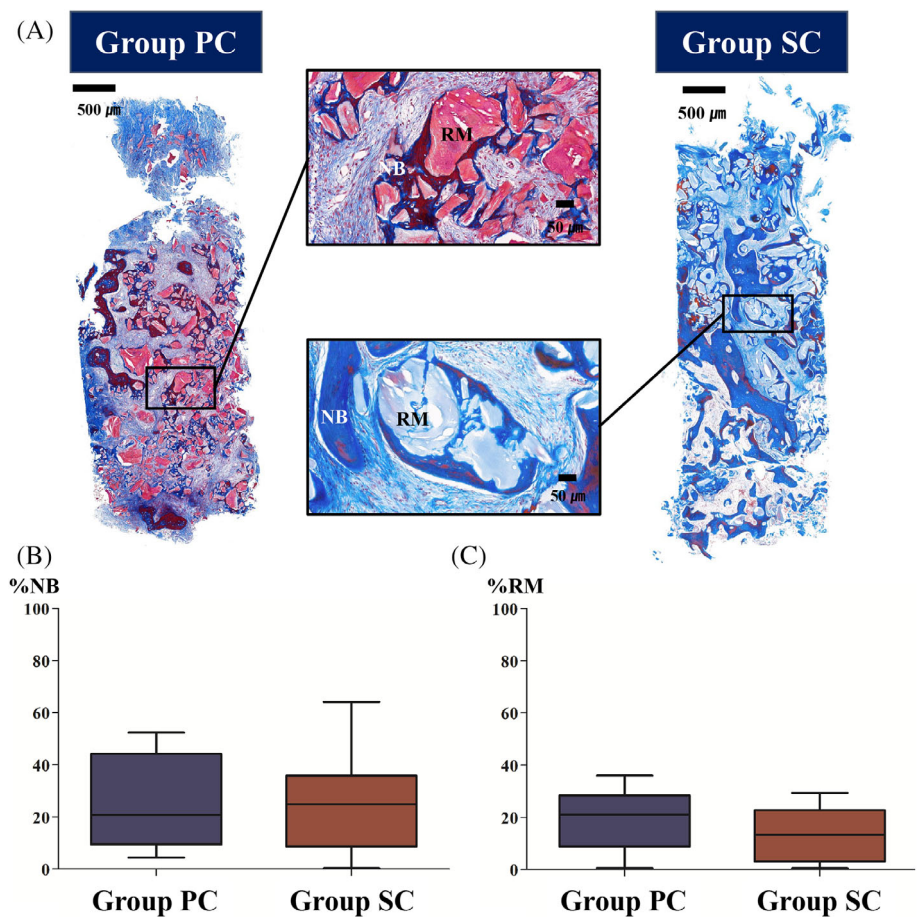 (A)
Group PC
Group SC
500 μm
500 μm
RM
NB
50 μm
NB
RM
50 μm
(B)
(C)
%NB
%RM
100
80
60
40
20
0
100
80
60
40
20
0
Group PC
Group SC
Group PC
Group SC